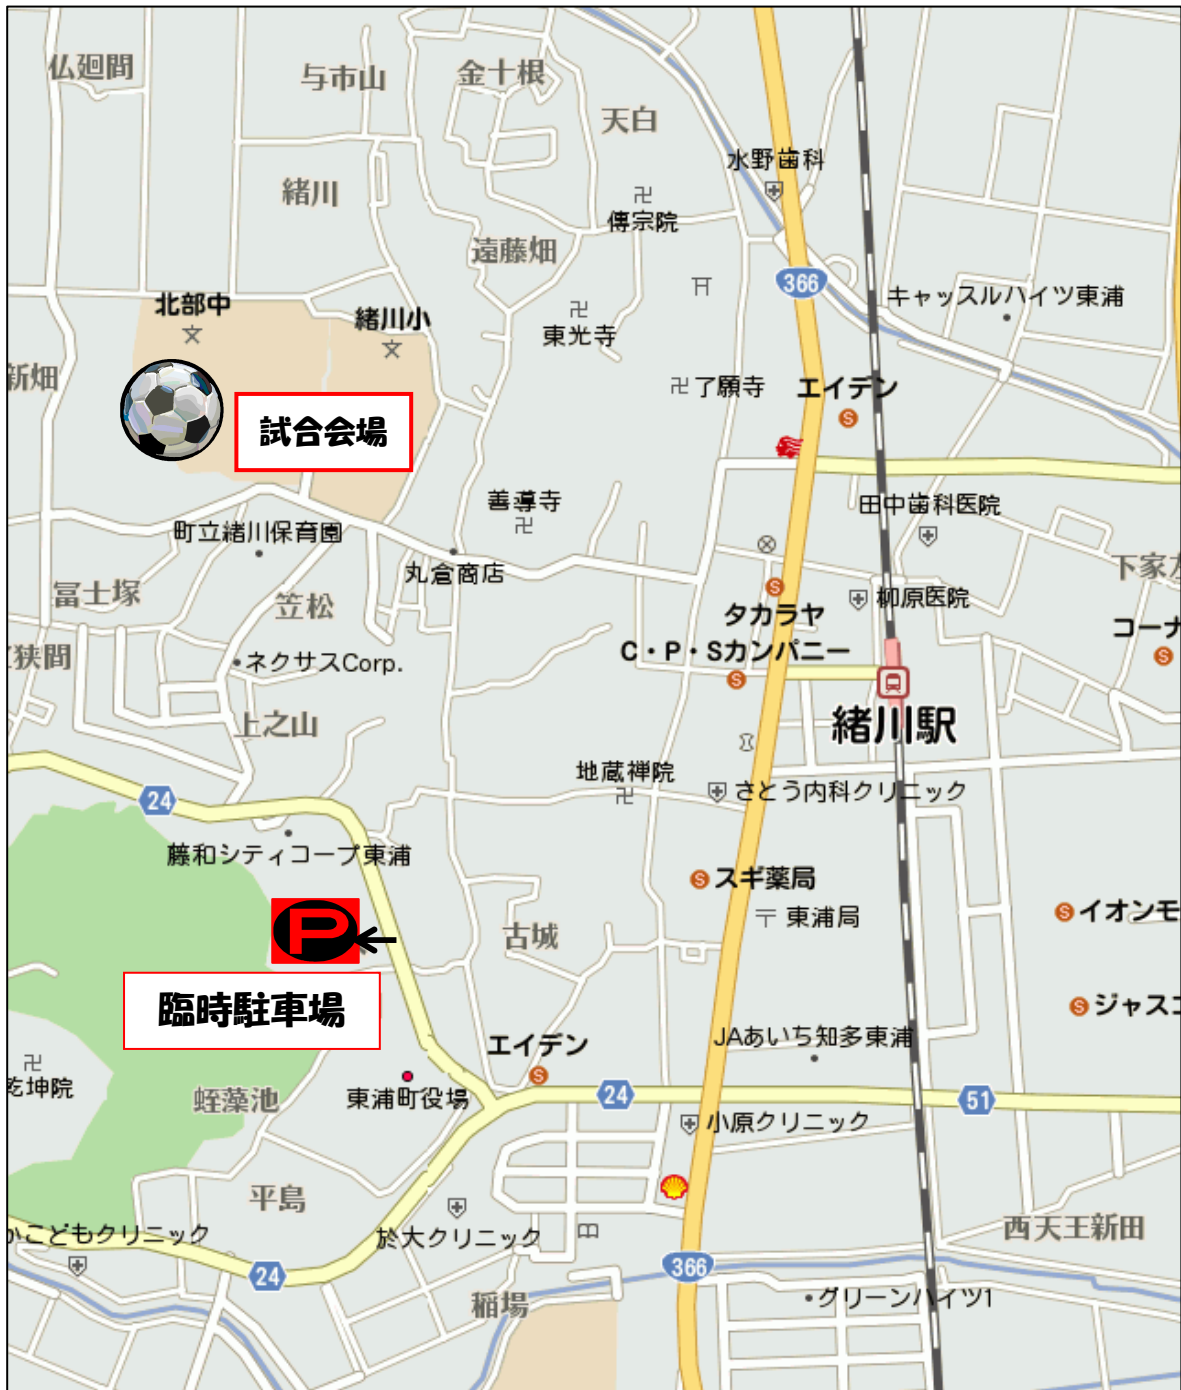 仏廻間
与市山
金十根
天白
水野歯科
緒川
傳宗院
遠藤畑
366
キャッスルハイツ東浦
北部中
緒川小
東光寺
新畑
了願寺
エイデン
試合会場
善導寺
田中歯科医院
町立緒川保育園
丸倉商店
下家左
冨士塚
笠松
タカラヤ
柳原医院
コーナ
C・P・Sカンパニー
狭間
ネクサスCorp.
上之山
緒川駅
24
地蔵禅院
さとう内科クリニック
藤和シティコープ東浦
スギ薬局
P
東浦局
イオンモ
古城
臨時駐車場
ジャスコ
エイデン
JAあいち知多東浦
乾坤院
蛭藻池
東浦町役場
24
51
小原クリニック
平島
かこどもクリニック
於大クリニック
西天王新田
24
366
稲場
グリーンハイツ1